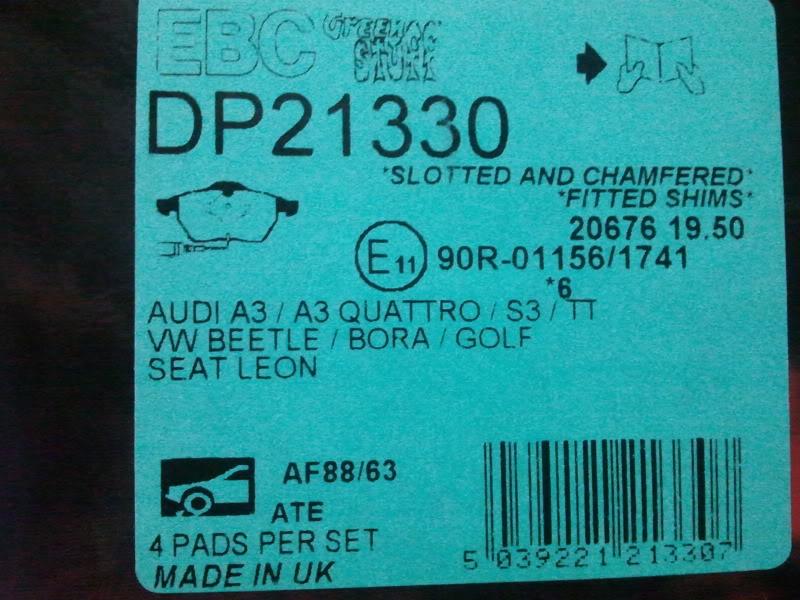 EBC GREENSTUFF
DP21330
*SLOTTED AND CHAMFERED*
*FITTED SHIMS*
20676 19.50
E11 90R-01156/1741
*6
AUDI A3 / A3 QUATTRO / S3 / TT
VW BEETLE / BORA / GOLF
SEAT LEON
AF88/63
ATE
4 PADS PER SET
MADE IN UK
5 039221 213307